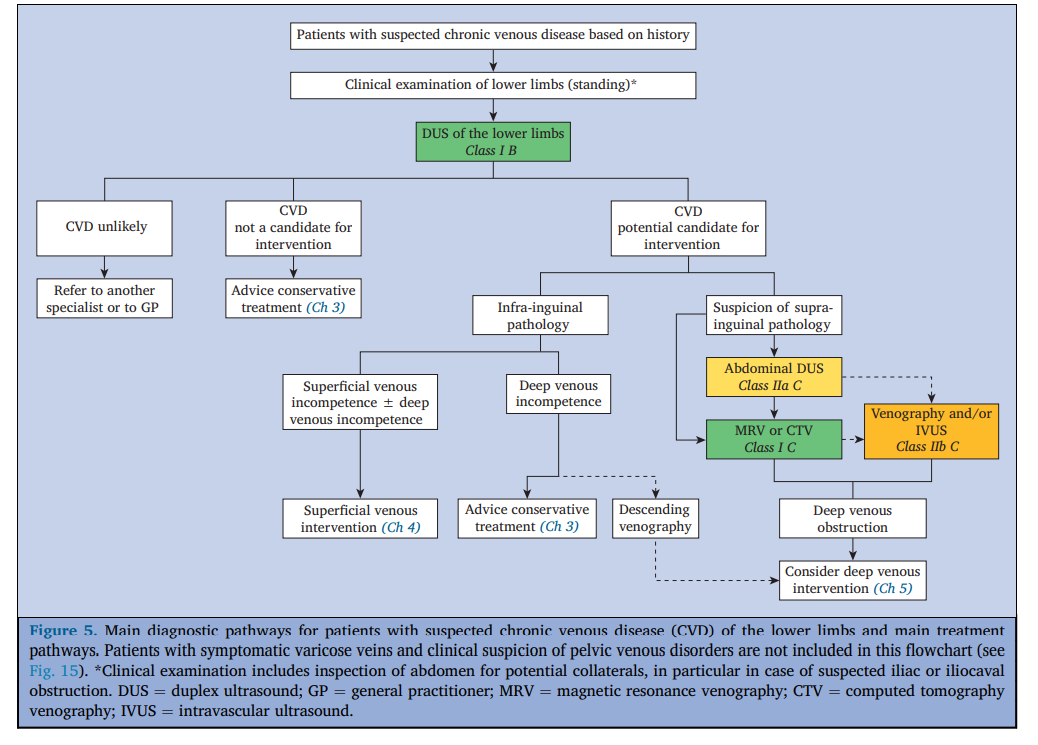 Patients with suspected chronic venous disease based on history
Clinical examination of lower limbs (standing)*
DUS of the lower limbs
Class I B
CVD unlikely
CVD
not a candidate for
intervention
CVD
potential candidate for
intervention
Refer to another
specialist or to GP
Advice conservative
treatment (Ch 3)
Infra-inguinal
pathology
Suspicion of supra-
inguinal pathology
Superficial venous
incompetence ± deep
venous incompetence
Deep venous
incompetence
Abdominal DUS
Class IIa C
MRV or CTV
Class I C
Venography and/or
IVUS
Class IIb C
Superficial venous
intervention (Ch 4)
Advice conservative
treatment (Ch 3)
Descending
venography
Deep venous
obstruction
Consider deep venous
intervention (Ch 5)
Figure 5. Main diagnostic pathways for patients with suspected chronic venous disease (CVD) of the lower limbs and main treatment
pathways. Patients with symptomatic varicose veins and clinical suspicion of pelvic venous disorders are not included in this flowchart (see
Fig. 15). *Clinical examination includes inspection of abdomen for potential collaterals, in particular in case of suspected iliac or iliocaval
obstruction. DUS = duplex ultrasound; GP = general practitioner; MRV = magnetic resonance venography; CTV = computed tomography
venography; IVUS = intravascular ultrasound.